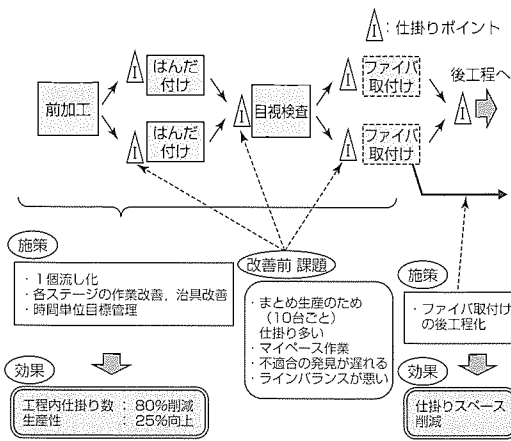 I：仕掛りポイント
I
はんだ
付け
I
ファイバ
取付け
後工程へ
前加工
I
目視検査
I
I
はんだ
付け
I
ファイバ
取付け
施策
・１個流し化
・各ステージの作業改善，治具改善
・時間単位目標管理
改善前 課題
・まとめ生産のため
（10台ごと）
仕掛り多い
・マイペース作業
・不適合の発見が遅れる
・ラインバランスが悪い
施策
・ファイバ取付け
の後工程化
効果
工程内仕掛り数：80%削減
生産性：25%向上
効果
仕掛りスペース
削減